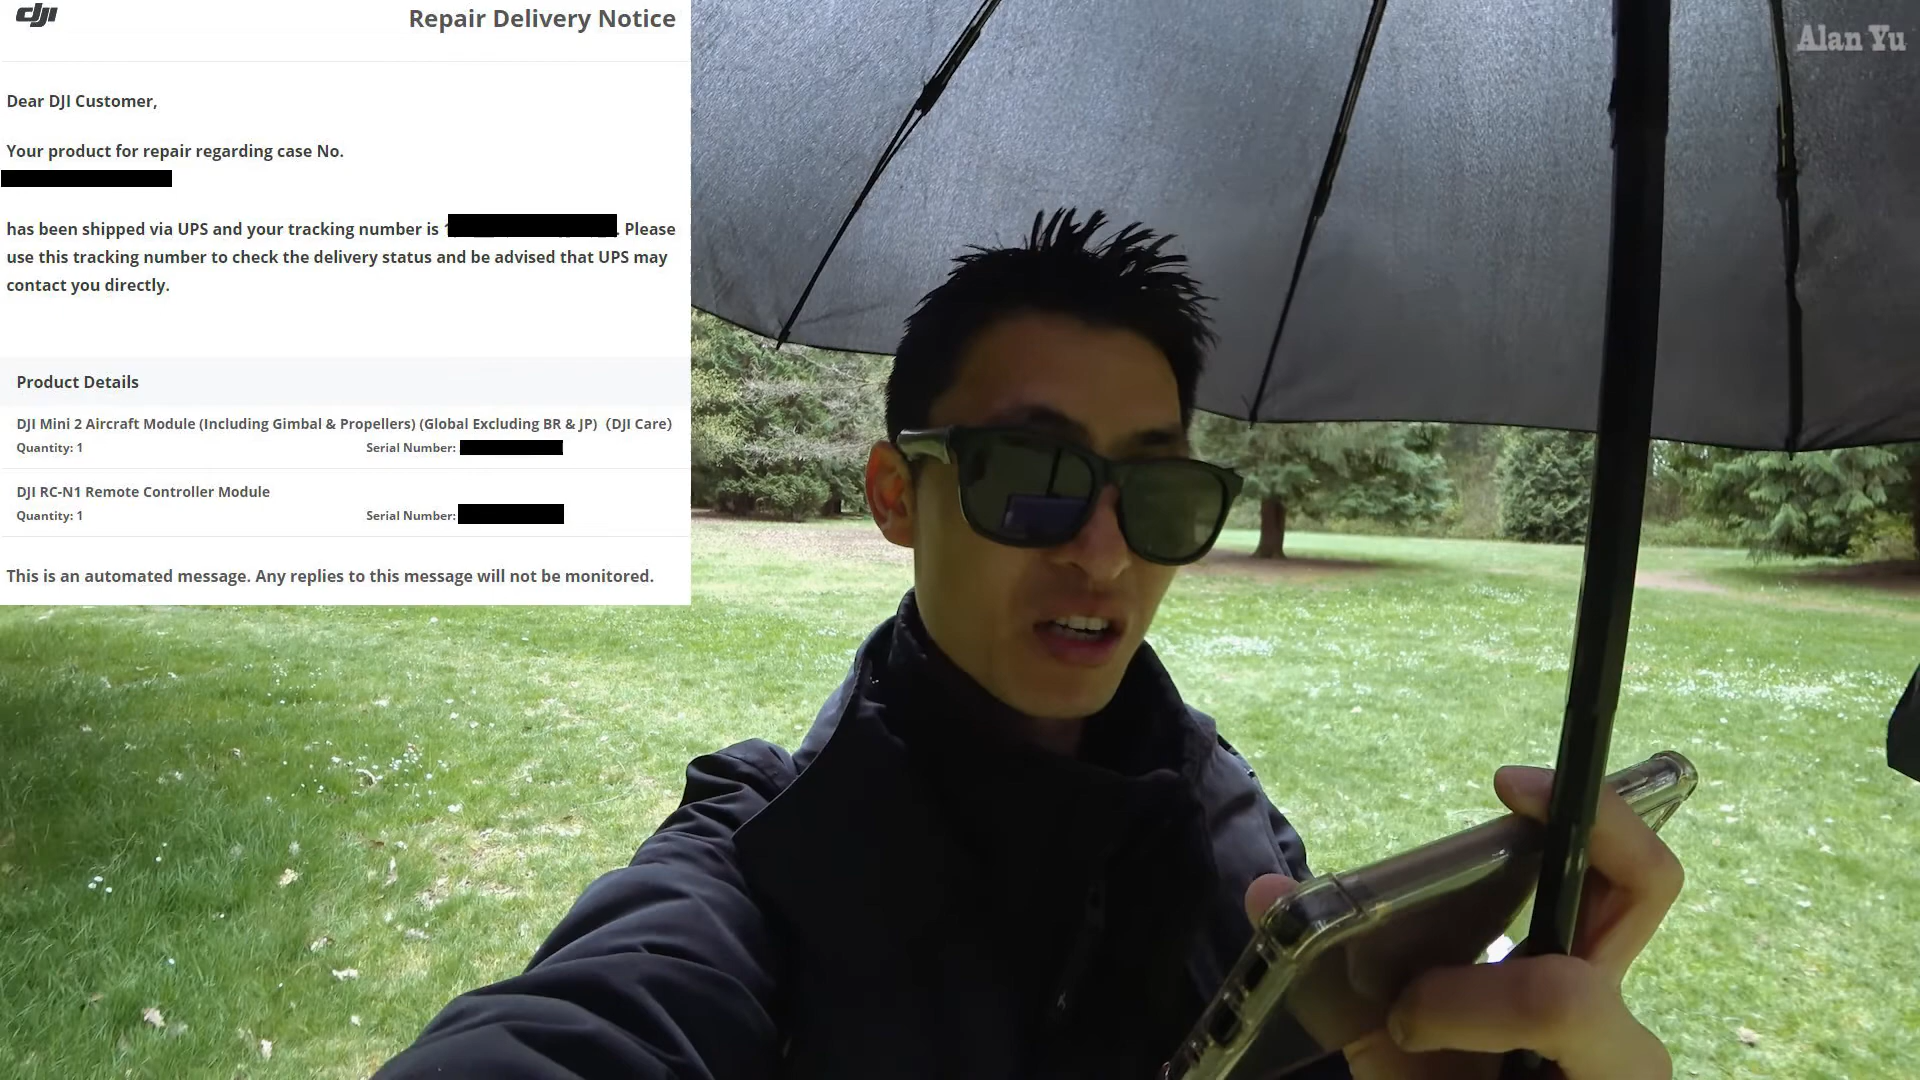 dji
Repair Delivery Notice
Dear DJI Customer,
Your product for repair regarding case No.
has been shipped via UPS and your tracking number is . Please
use this tracking number to check the delivery status and be advised that UPS may
contact you directly.
Product Details
DJI Mini 2 Aircraft Module (Including Gimbal & Propellers) (Global Excluding BR & JP) (DJI Care)
Quantity: 1 Serial Number:
DJI RC-N1 Remote Controller Module
Quantity: 1 Serial Number:
This is an automated message. Any replies to this message will not be monitored.
Alan Yu